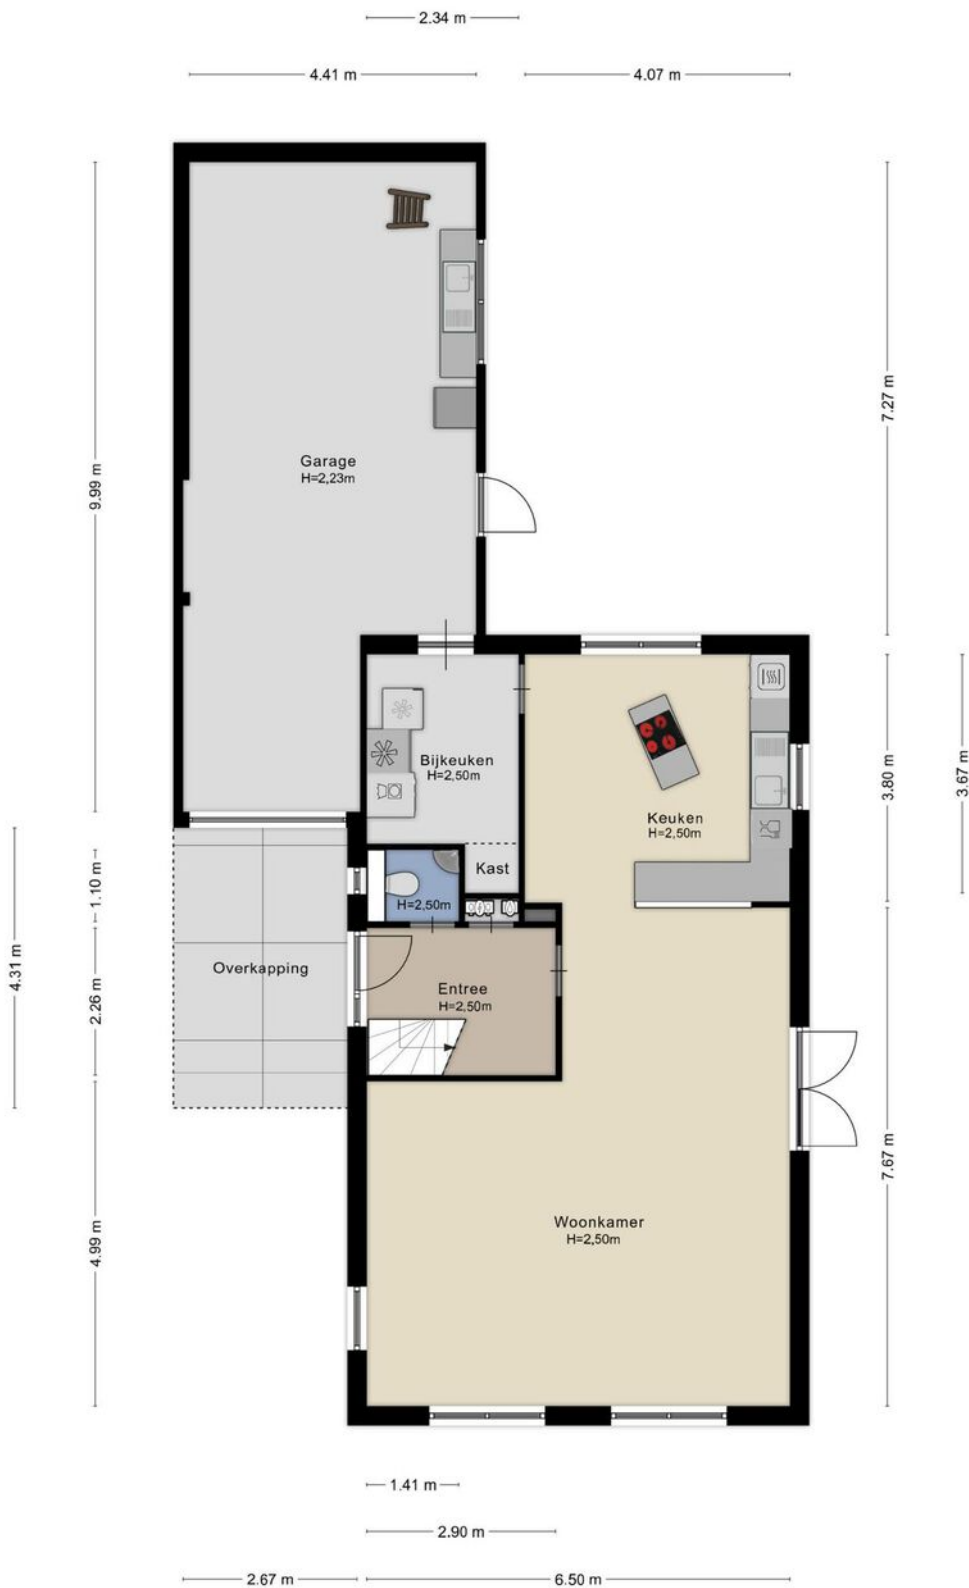 2.34 m
4.41 m
4.07 m
9.99 m
7.27 m
Garage
H=2,23m
Bijkeuken
H=2,50m
Keuken
H=2,50m
3.80 m
3.67 m
Kast
H=2,50m
1.10 m
Overkapping
Entree
H=2,50m
4.31 m
2.26 m
7.67 m
Woonkamer
H=2,50m
4.99 m
1.41 m
2.90 m
2.67 m
6.50 m